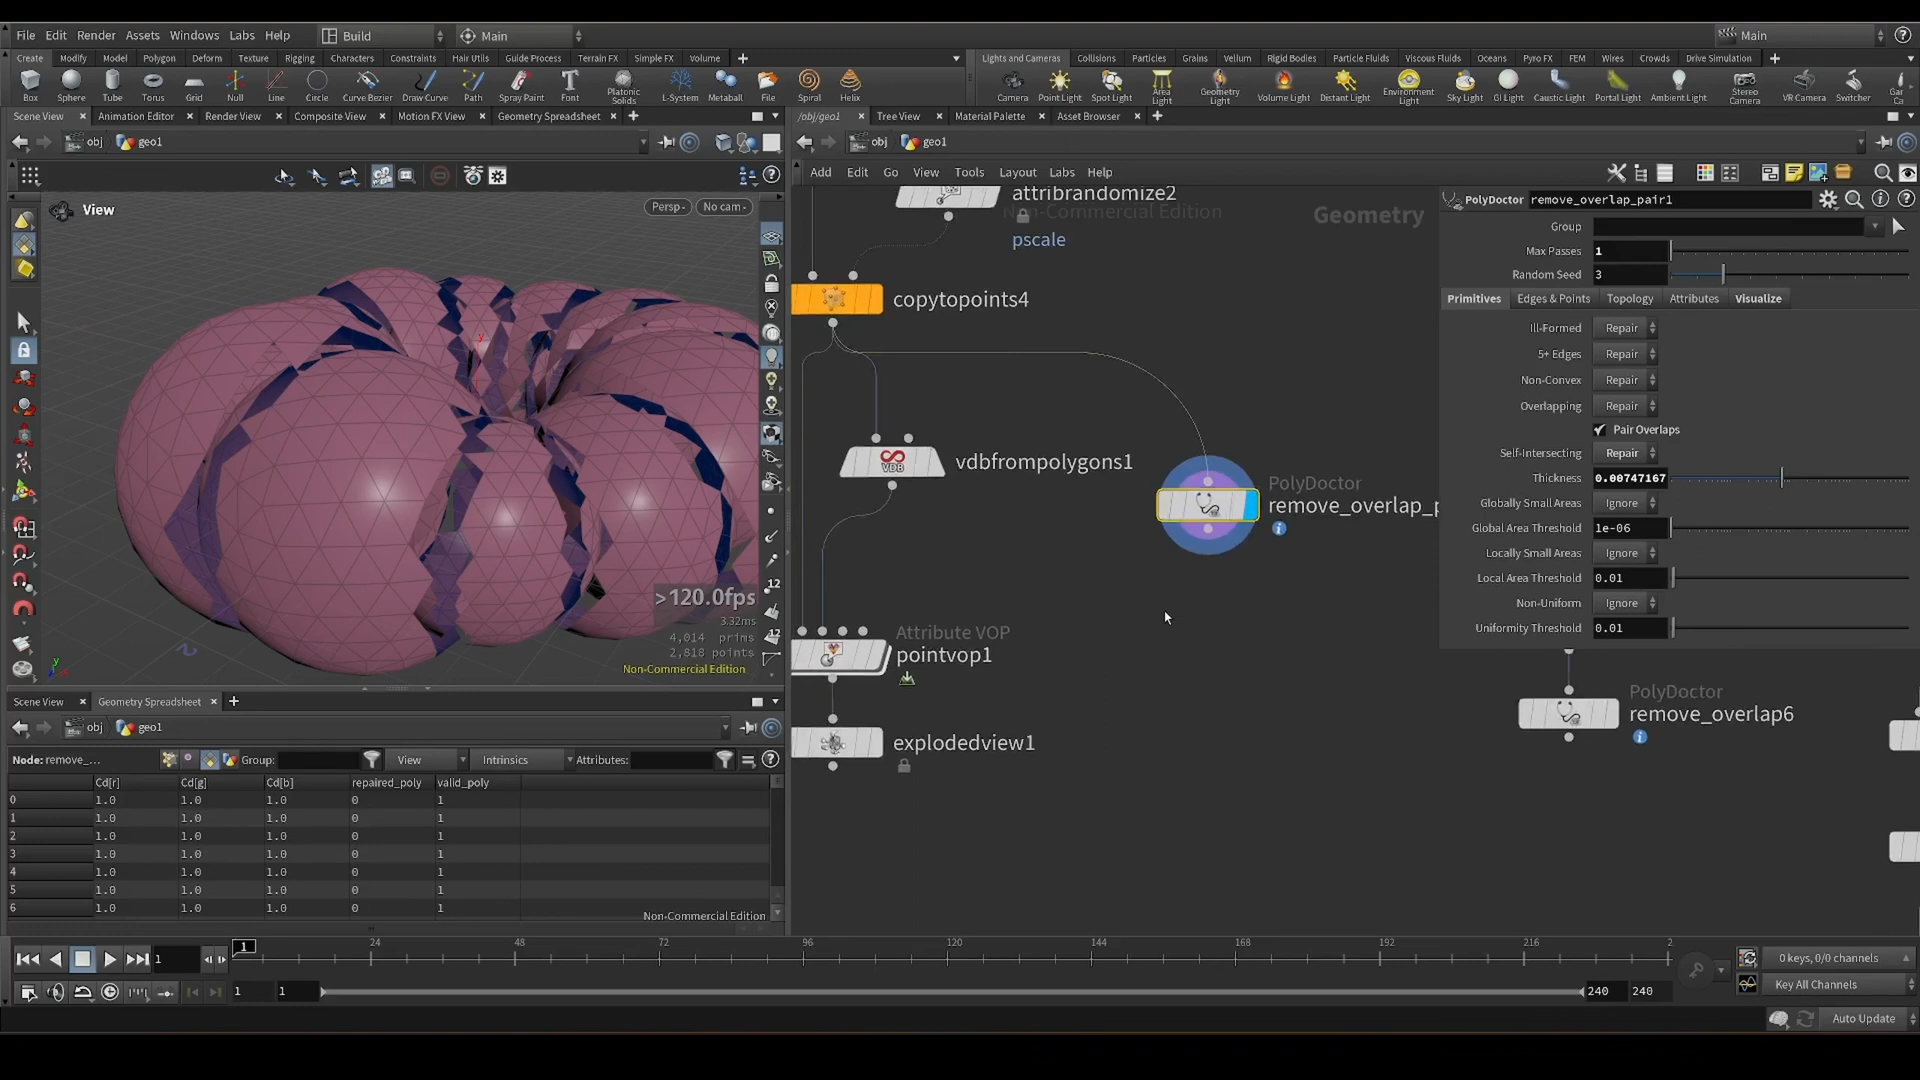 File Edit Render Assets Windows Labs Help Build Main Main
Create Modify Model Polygon Deform Texture Rigging Characters Constraints Hair Utils Guide Process Terrain FX Simple FX Volume
Lights and Cameras Collisions Particles Grains Vellum Rigid Bodies Particle Fluids Viscous Fluids Oceans Pyro FX FEM Wires Crowds Drive Simulation
Box Sphere Tube Torus Grid Null Line Circle Curve Bezier Draw Curve Path Spray Paint Font Platonic Solids L-System Metaball File Spiral Helix
Camera Point Light Spot Light Area Light Geometry Light Volume Light Distant Light Environment Light Sky Light GI Light Caustic Light Portal Light Ambient Light Stereo Camera VR Camera Switcher Gar Ca
Scene View Animation Editor Render View Composite View Motion FX View Geometry Spreadsheet
/obj/geo1 Tree View Material Palette Asset Browser
obj geo1
obj geo1
Add Edit Go View Tools Layout Labs Help
View
Persp No cam
attribrandomize2
Non-Commercial Edition
Geometry
pscale
copytopoints4
vdbfrompolygons1
PolyDoctor
remove_overlap_p
Attribute VOP
pointvop1
explodedview1
PolyDoctor
remove_overlap6
PolyDoctor remove_overlap_pair1
Group
Max Passes 1
Random Seed 3
Primitives Edges & Points Topology Attributes Visualize
Ill-Formed Repair
5+ Edges Repair
Non-Convex Repair
Overlapping Repair
Pair Overlaps
Self-Intersecting Repair
Thickness 0.00747167
Globally Small Areas Ignore
Global Area Threshold 1e-06
Locally Small Areas Ignore
Local Area Threshold 0.01
Non-Uniform Ignore
Uniformity Threshold 0.01
>120.0fps
3.32ms
4,014 prims
2,818 points
Non-Commercial Edition
y
y
z
12
12
Scene View Geometry Spreadsheet
obj geo1
Node: remove_... Group: View Intrinsics Attributes:
Cd[r] Cd[g] Cd[b] repaired_poly valid_poly
0 1.0 1.0 1.0 0 1
1 1.0 1.0 1.0 0 1
2 1.0 1.0 1.0 0 1
3 1.0 1.0 1.0 0 1
4 1.0 1.0 1.0 0 1
5 1.0 1.0 1.0 0 1
6 1.0 1.0 1.0 0 1
Non-Commercial Edition
1 1 24 48 72 96 120 144 168 192 216 2
0 keys, 0/0 channels
1 1 240 240
Key All Channels
Auto Update